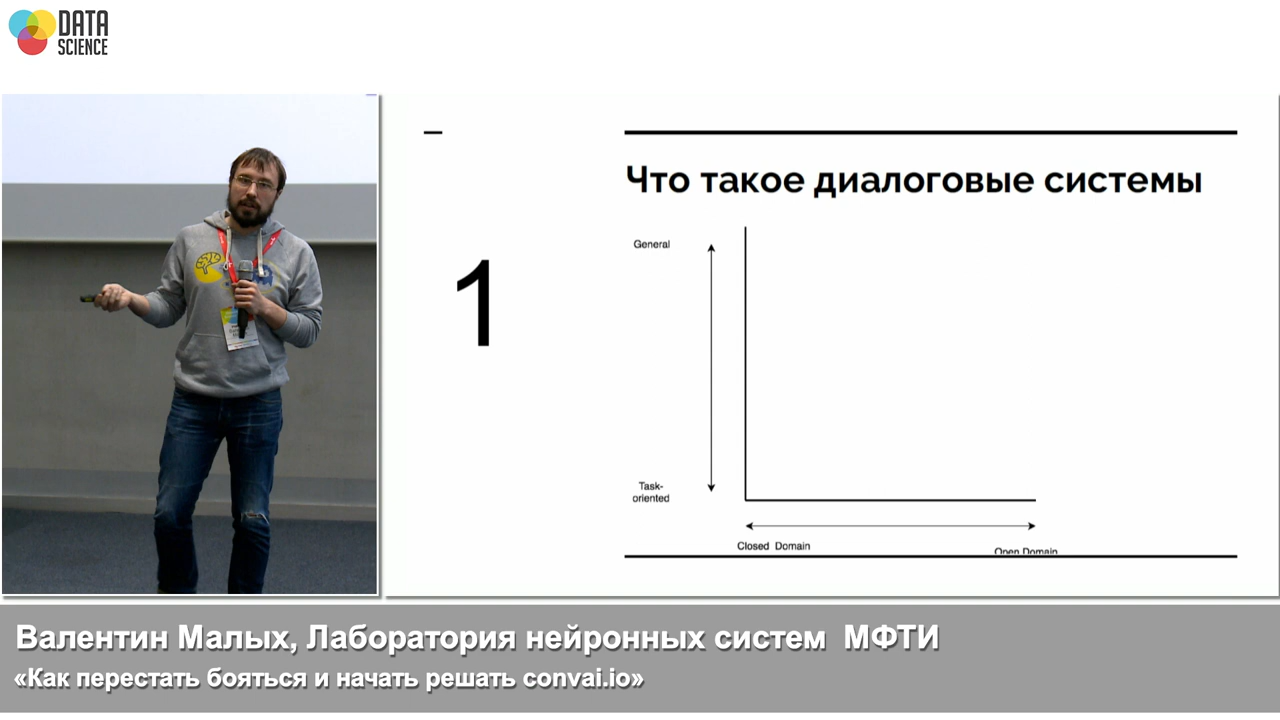 DATA
SCIENCE
Что такое диалоговые системы
1
General
Task-
oriented
Closed Domain
Open Domain
Валентин Малых, Лаборатория нейронных систем МФТИ
«Как перестать бояться и начать решать convai.io»